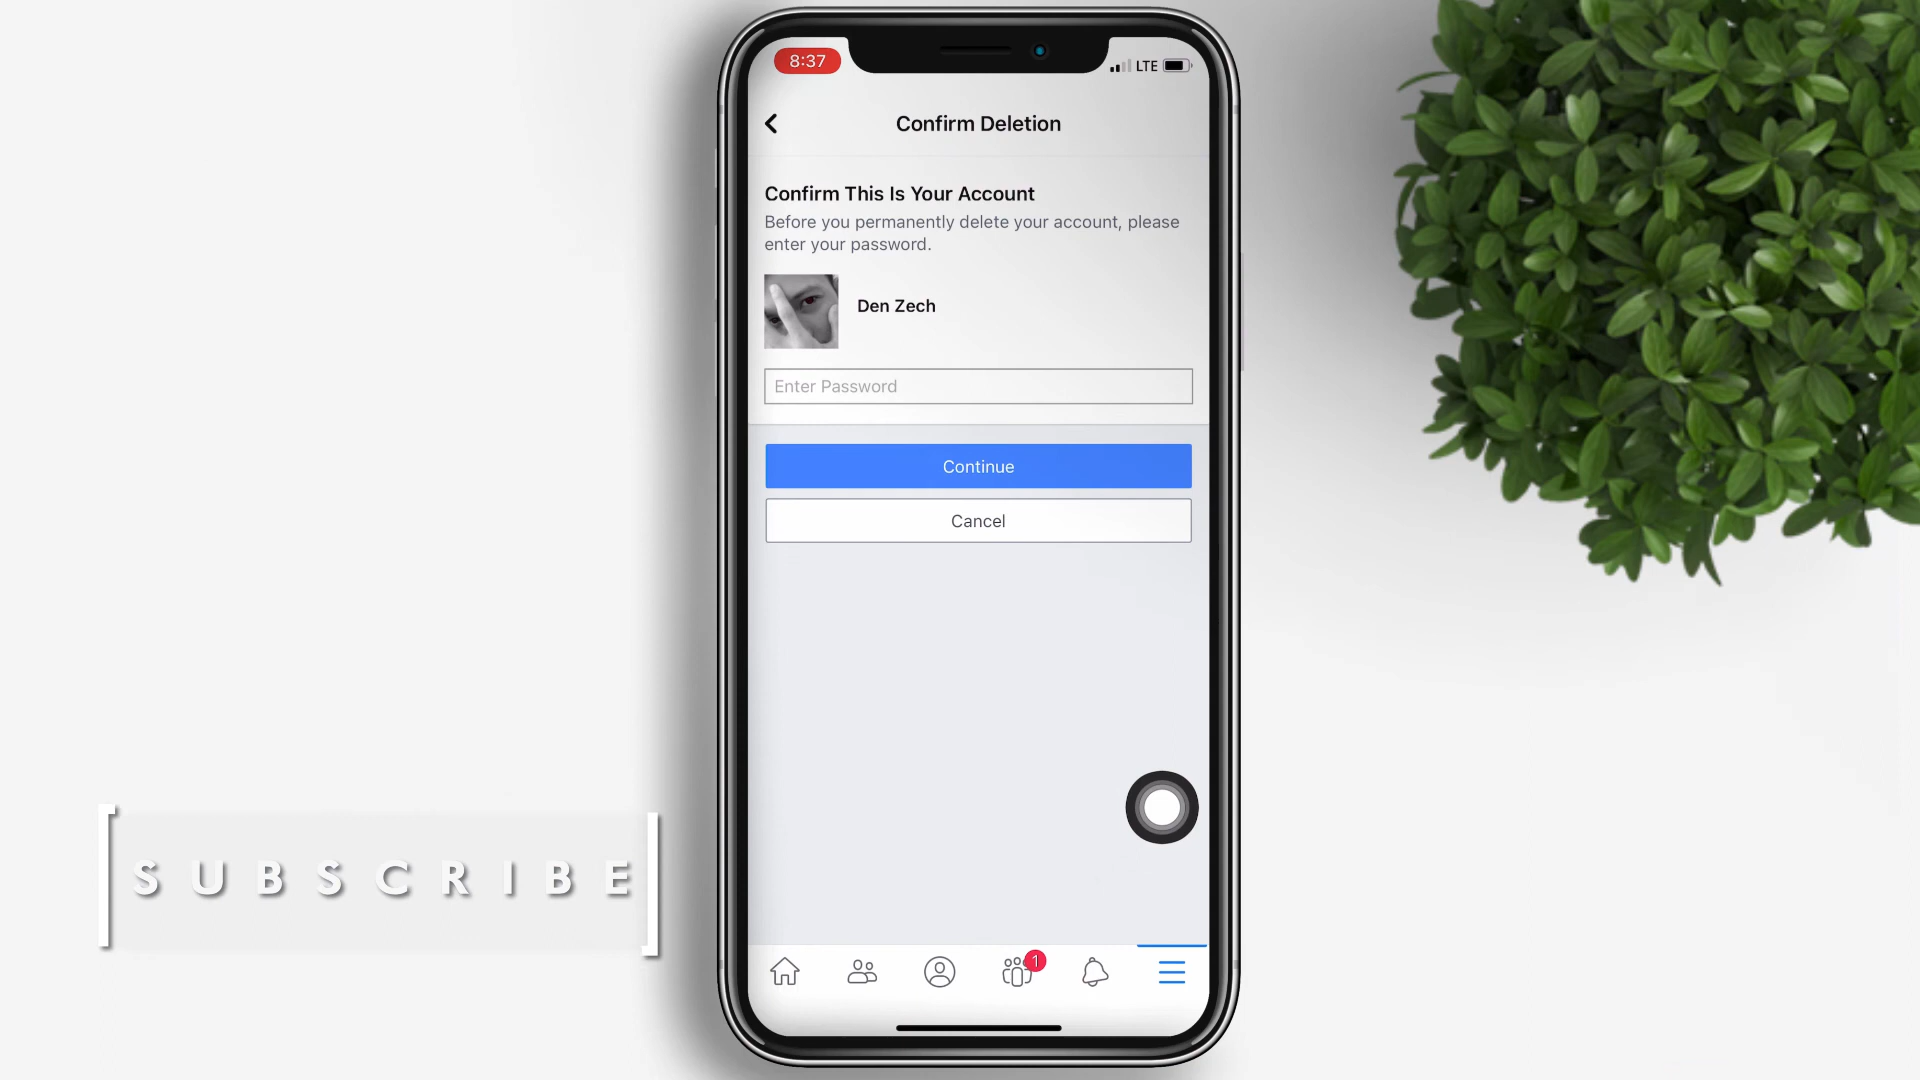 8:37
LTE
Confirm Deletion
Confirm This Is Your Account
Before you permanently delete your account, please
enter your password.
Den Zech
Enter Password
Continue
Cancel
1
SUBSCRIBE